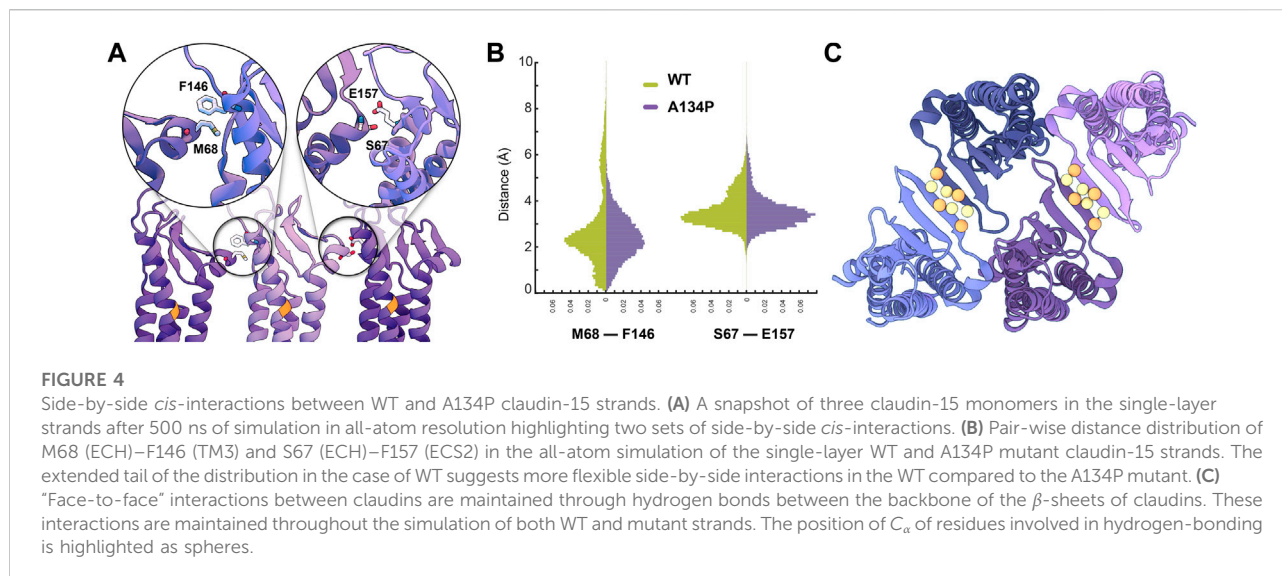 A
F146
M68
E157
S67
B
10
8
6
4
2
0
Distance (Å)
WT
A134P
0.06
0.04
0.02
0
0.02
0.04
0.06
0.06
0.04
0.02
0
0.02
0.04
0.06
M68 — F146
S67 — E157
C
FIGURE 4
Side-by-side cis-interactions between WT and A134P claudin-15 strands. (A) A snapshot of three claudin-15 monomers in the single-layer
strands after 500 ns of simulation in all-atom resolution highlighting two sets of side-by-side cis-interactions. (B) Pair-wise distance distribution of
M68 (ECH)–F146 (TM3) and S67 (ECH)–F157 (ECS2) in the all-atom simulation of the single-layer WT and A134P mutant claudin-15 strands. The
extended tail of the distribution in the case of WT suggests more flexible side-by-side interactions in the WT compared to the A134P mutant. (C)
"Face-to-face" interactions between claudins are maintained through hydrogen bonds between the backbone of the β-sheets of claudins. These
interactions are maintained throughout the simulation of both WT and mutant strands. The position of Cα of residues involved in hydrogen-bonding
is highlighted as spheres.